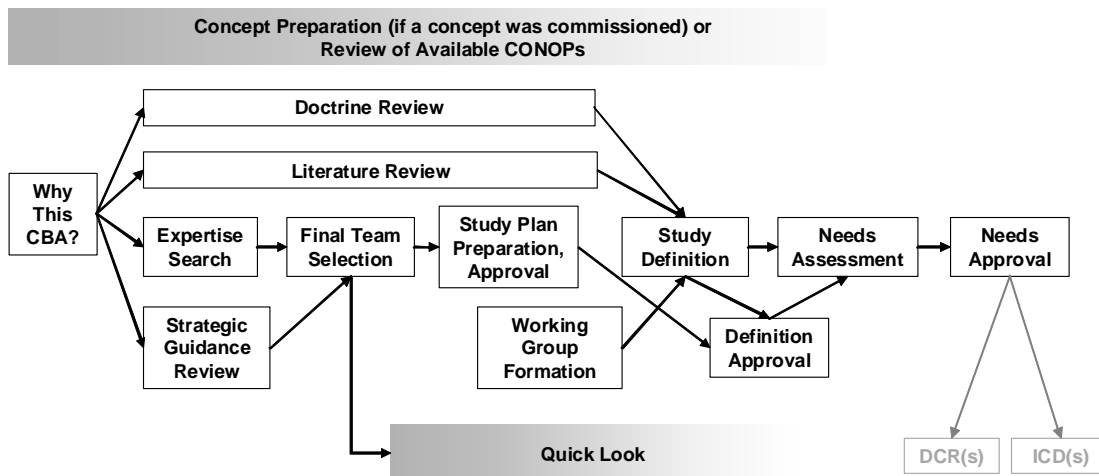 Concept Preparation (if a concept was commissioned) or
Review of Available CONOPs
Doctrine Review
Literature Review
Why
This
CBA?
Expertise
Search
Final Team
Selection
Study Plan
Preparation,
Approval
Study
Definition
Needs
Assessment
Needs
Approval
Strategic
Guidance
Review
Working
Group
Formation
Definition
Approval
Quick Look
DCR(s)
ICD(s)